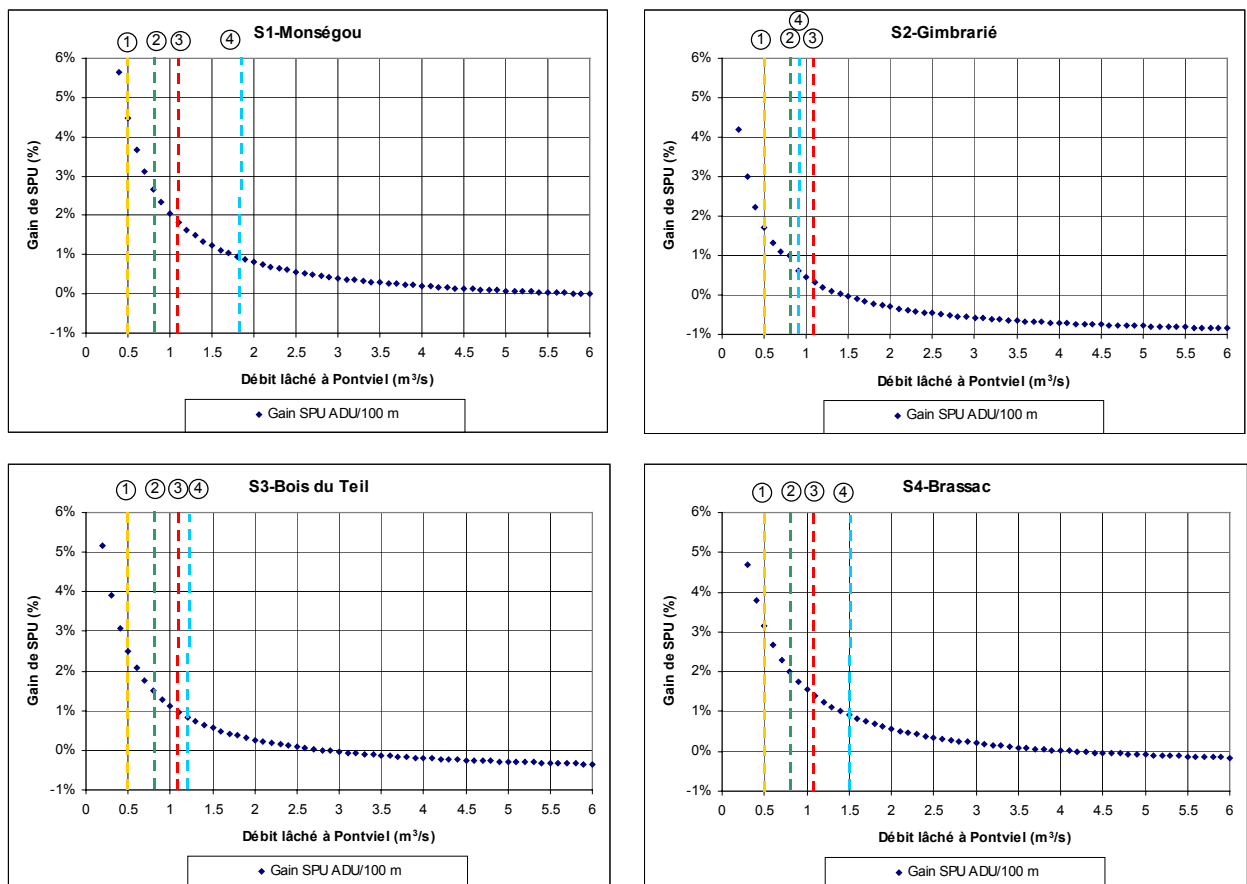 S1-Monségou
① ② ③ ④
6%
5%
4%
3%
2%
1%
0%
-1%
Gain de SPU (%)
0 0.5 1 1.5 2 2.5 3 3.5 4 4.5 5 5.5 6
Débit lâché à Pontviel (m³/s)
Gain SPU ADU/100 m
④
S2-Gimbrarié
① ② ③
6%
5%
4%
3%
2%
1%
0%
-1%
Gain de SPU (%)
0 0.5 1 1.5 2 2.5 3 3.5 4 4.5 5 5.5 6
Débit lâché à Pontviel (m³/s)
Gain SPU ADU/100 m
S3-Bois du Teil
① ② ③ ④
6%
5%
4%
3%
2%
1%
0%
-1%
Gain de SPU (%)
0 0.5 1 1.5 2 2.5 3 3.5 4 4.5 5 5.5 6
Débit lâché à Pontviel (m³/s)
Gain SPU ADU/100 m
S4-Brassac
① ② ③ ④
6%
5%
4%
3%
2%
1%
0%
-1%
Gain de SPU (%)
0 0.5 1 1.5 2 2.5 3 3.5 4 4.5 5 5.5 6
Débit lâché à Pontviel (m³/s)
Gain SPU ADU/100 m